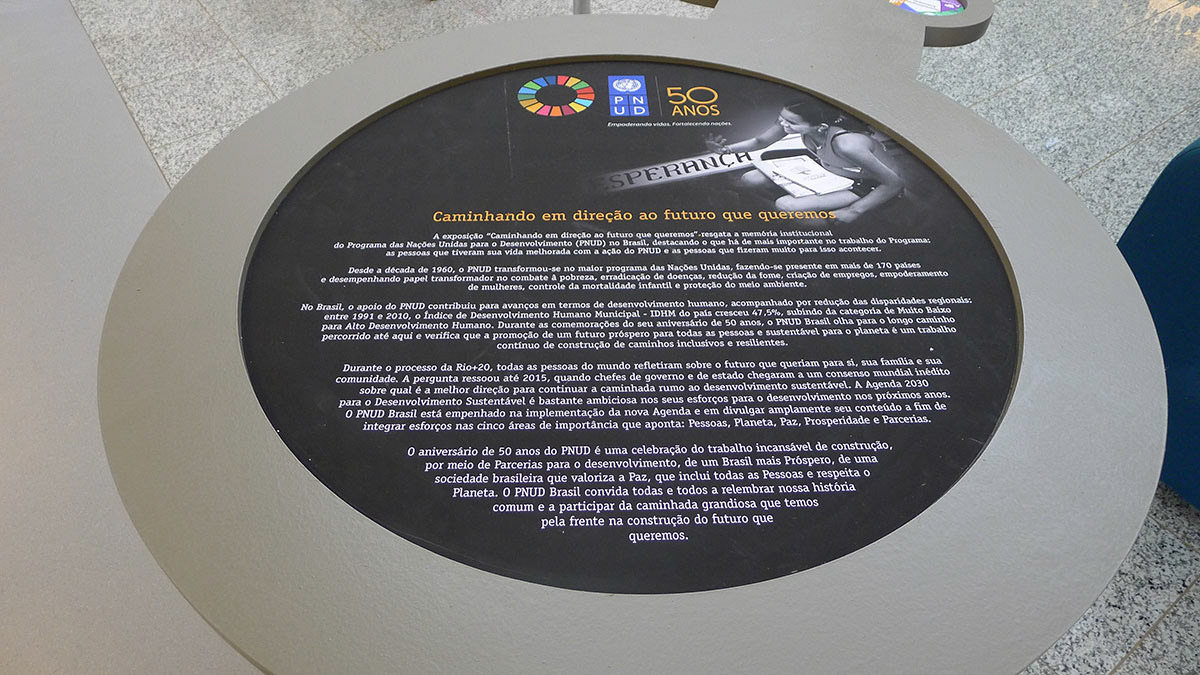 PN
UD
50
ANOS
Empoderando vidas. Fortalecendo nações.
ESPERANÇA
Caminhando em direção ao futuro que queremos
A exposição “Caminhando em direção ao futuro que queremos” resgata a memória institucional
do Programa das Nações Unidas para o Desenvolvimento (PNUD) no Brasil, destacando o que há de mais importante no trabalho do Programa:
as pessoas que tiveram sua vida melhorada com a ação do PNUD e as pessoas que fizeram muito para isso acontecer.
Desde a década de 1960, o PNUD transformou-se no maior programa das Nações Unidas, fazendo-se presente em mais de 170 países
e desempenhando papel transformador no combate à pobreza, erradicação de doenças, redução da fome, criação de empregos, empoderamento
de mulheres, controle da mortalidade infantil e proteção do meio ambiente.
No Brasil, o apoio do PNUD contribuiu para avanços em termos de desenvolvimento humano, acompanhado por redução das disparidades regionais:
entre 1991 e 2010, o Índice de Desenvolvimento Humano Municipal - IDHM do país cresceu 47,5%, subindo da categoria de Muito Baixo
para Alto Desenvolvimento Humano. Durante as comemorações do seu aniversário de 50 anos, o PNUD Brasil olha para o longo caminho
percorrido até aqui e verifica que a promoção de um futuro próspero para todas as pessoas e sustentável para o planeta é um trabalho
contínuo de construção de caminhos inclusivos e resilientes.
Durante o processo da Rio+20, todas as pessoas do mundo refletiram sobre o futuro que queriam para si, sua família e sua
comunidade. A pergunta ressoou até 2015, quando chefes de governo e de estado chegaram a um consenso mundial inédito
sobre qual é a melhor direção para continuar a caminhada rumo ao desenvolvimento sustentável. A Agenda 2030
para o Desenvolvimento Sustentável é bastante ambiciosa nos seus esforços para o desenvolvimento nos próximos anos.
O PNUD Brasil está empenhado na implementação da nova Agenda e em divulgar amplamente seu conteúdo a fim de
integrar esforços nas cinco áreas de importância que aponta: Pessoas, Planeta, Paz, Prosperidade e Parcerias.
O aniversário de 50 anos do PNUD é uma celebração do trabalho incansável de construção,
por meio de Parcerias para o desenvolvimento, de um Brasil mais Próspero, de uma
sociedade brasileira que valoriza a Paz, que inclui todas as Pessoas e respeita o
Planeta. O PNUD Brasil convida todas e todos a relembrar nossa história
comum e a participar da caminhada grandiosa que temos
pela frente na construção do futuro que
queremos.